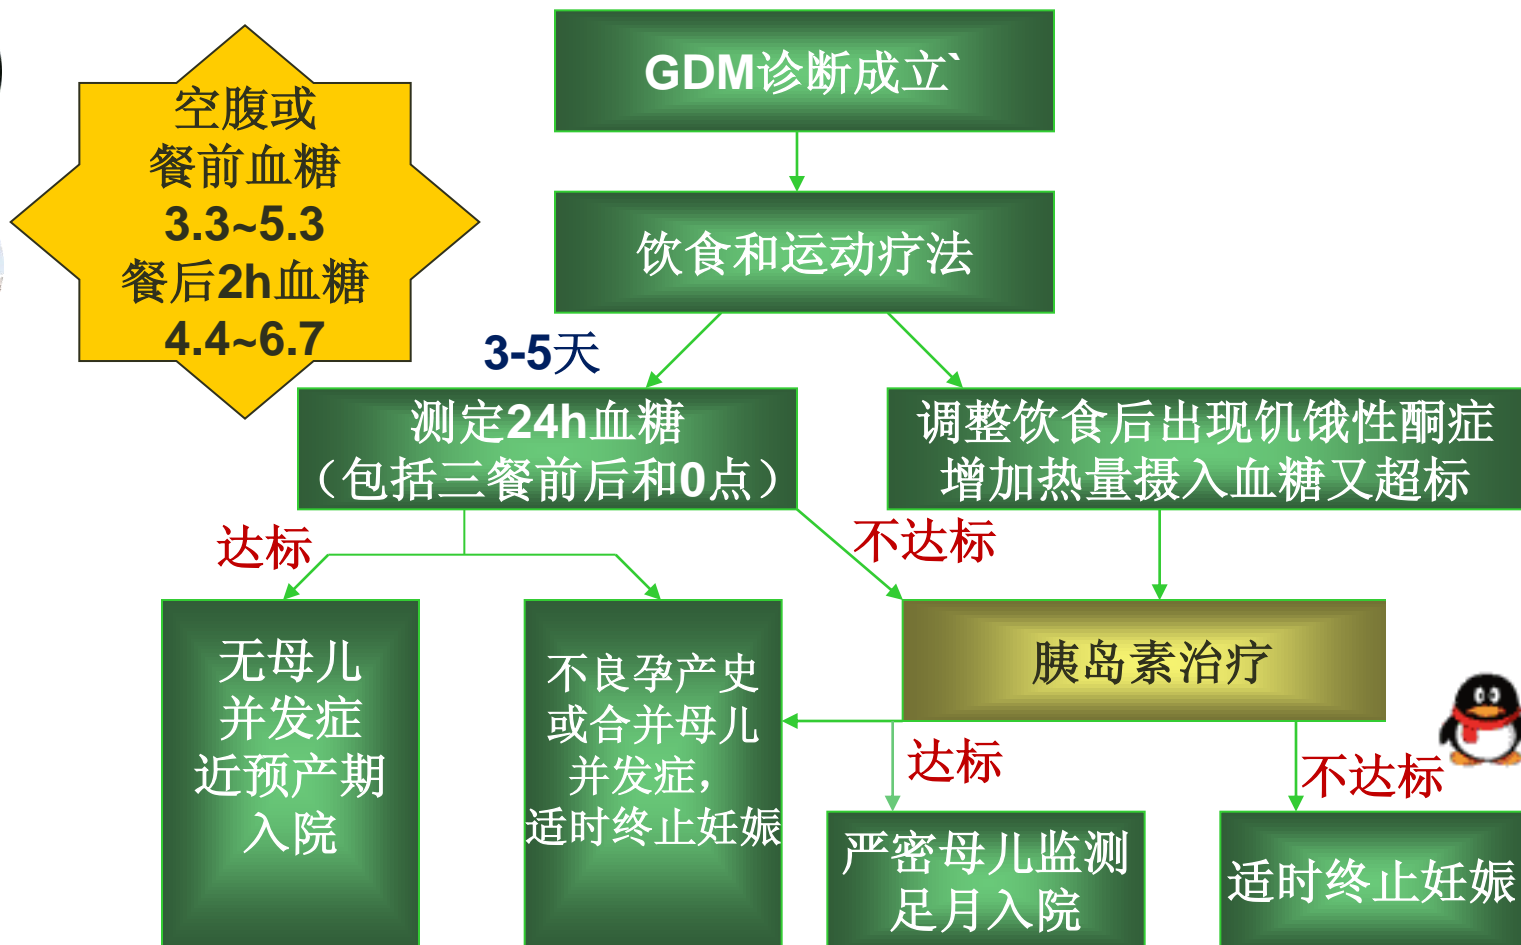 空腹或
餐前血糖
3.3~5.3
餐后2h血糖
4.4~6.7
GDM诊断成立`
饮食和运动疗法
3-5天
测定24h血糖
（包括三餐前后和0点）
调整饮食后出现饥饿性酮症
增加热量摄入血糖又超标
达标
不达标
无母儿
并发症
近预产期
入院
不良孕产史
或合并母儿
并发症，
适时终止妊娠
胰岛素治疗
达标
不达标
严密母儿监测
足月入院
适时终止妊娠